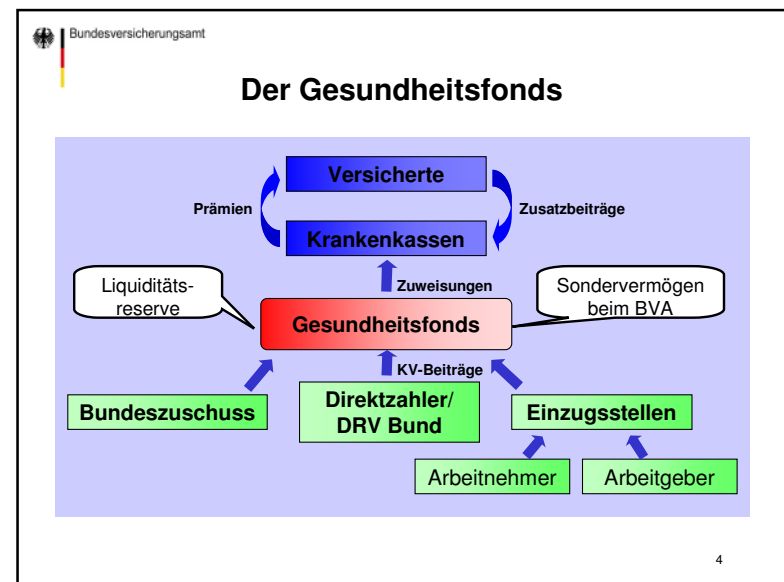 Bundesversicherungsamt
Der Gesundheitsfonds
Versicherte
Prämien
Zusatzbeiträge
Krankenkassen
Zuweisungen
Liquiditäts-
reserve
Sondervermögen
beim BVA
Gesundheitsfonds
KV-Beiträge
Bundeszuschuss
Direktzahler/
DRV Bund
Einzugsstellen
Arbeitnehmer
Arbeitgeber
4